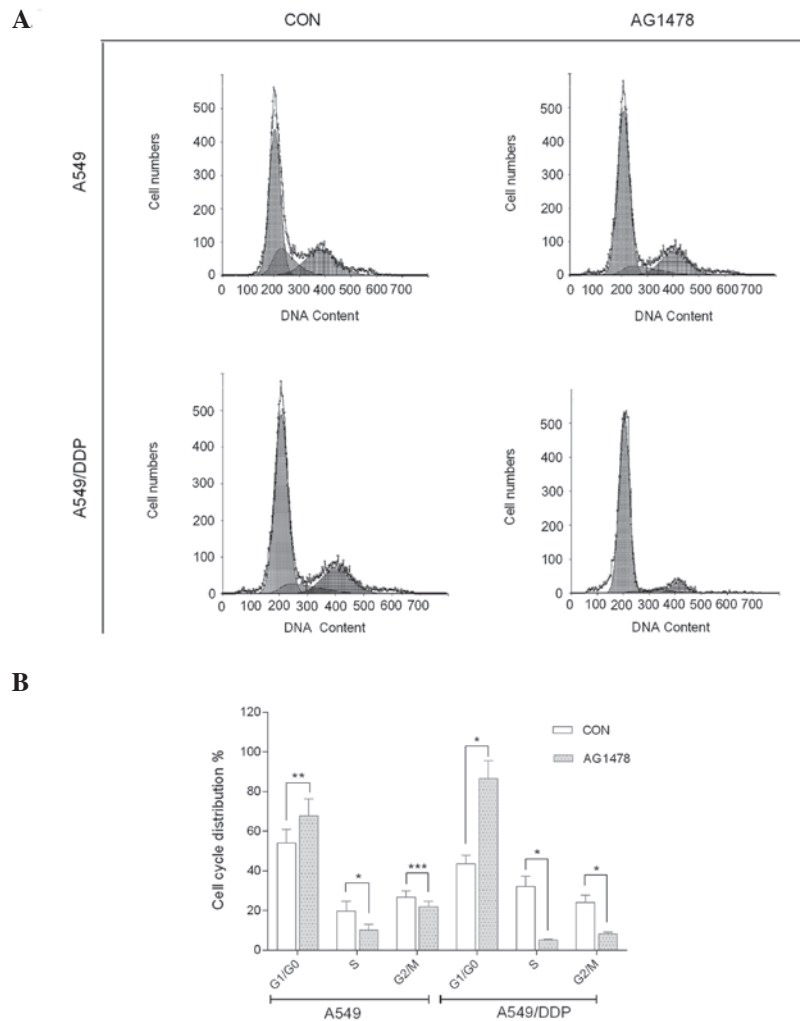 A
CON
AG1478
A549
500
400
300
200
100
0
Cell numbers
0 100 200 300 400 500 600 700
DNA Content
500
400
300
200
100
0
Cell numbers
0 100 200 300 400 500 600 700
DNA Content
A549/DDP
500
400
300
200
100
0
Cell numbers
0 100 200 300 400 500 600 700
DNA Content
500
400
300
200
100
0
Cell numbers
0 100 200 300 400 500 600 700
DNA Content
B
120
100
80
60
40
20
0
Cell cycle distribution %
CON
AG1478
**
*
***
*
*
*
G1/G0 S G2/M G1/G0 S G2/M
A549 A549/DDP